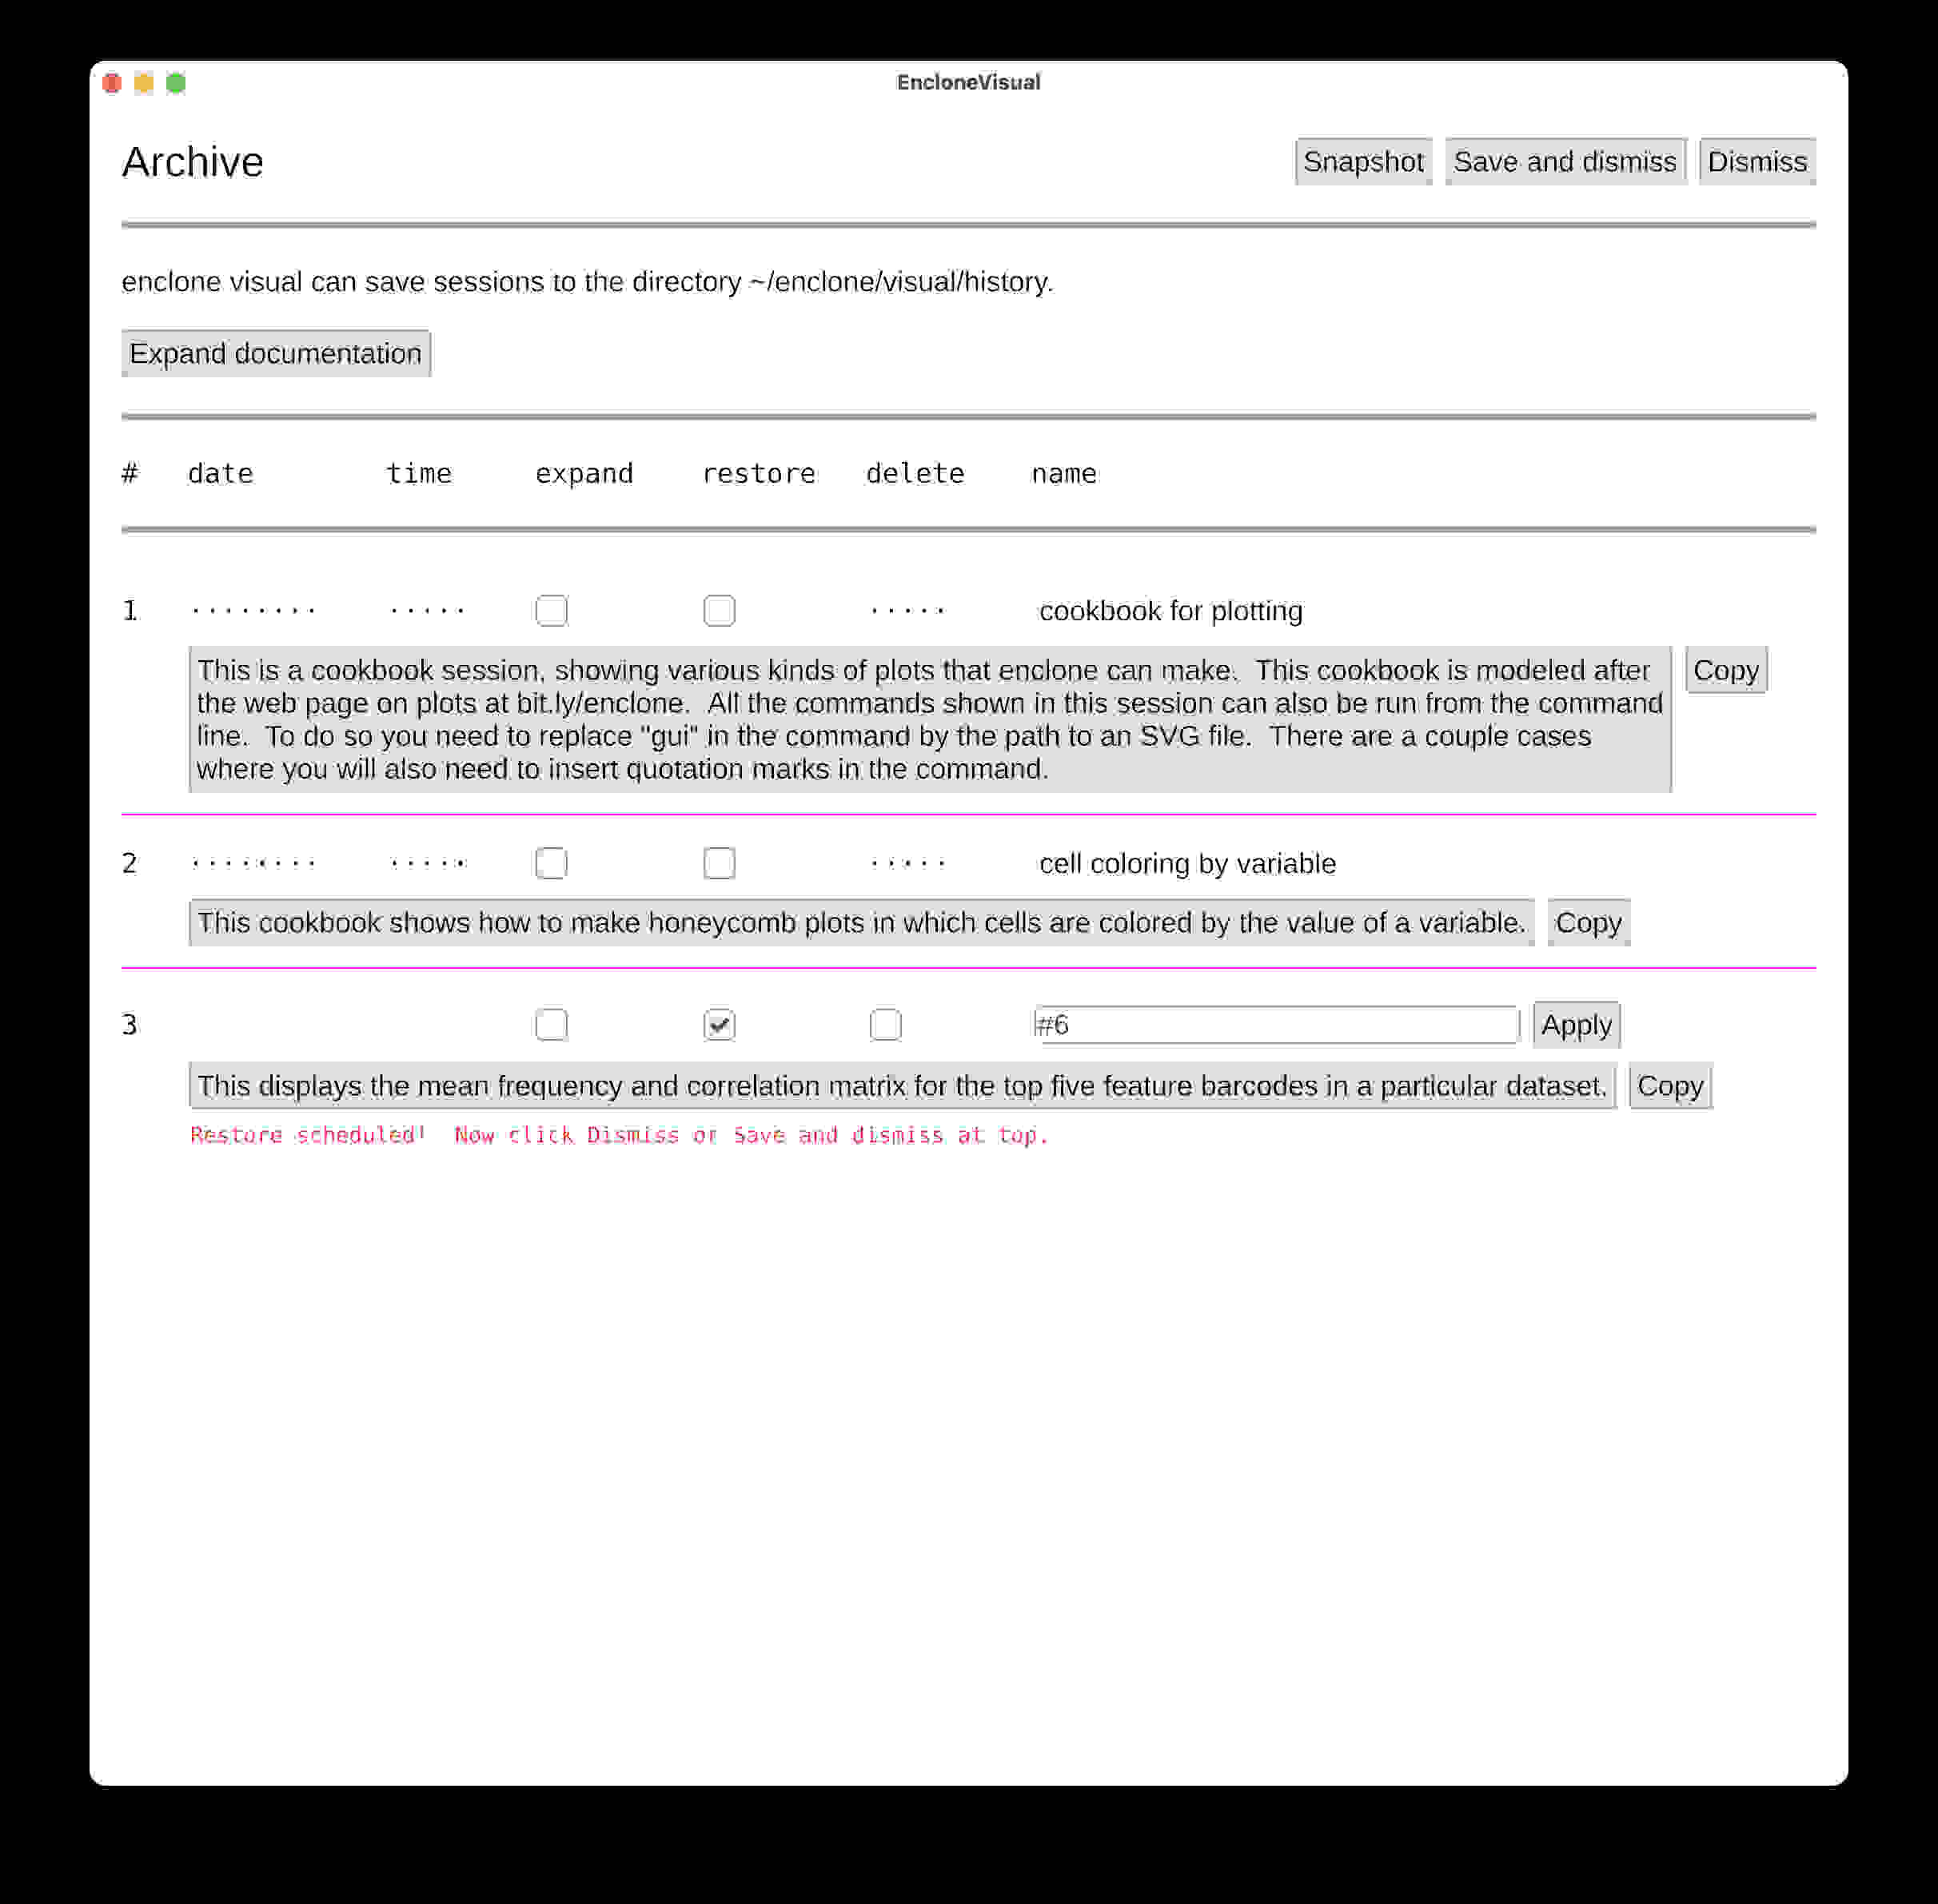 EncloneVisual
Archive
Snapshot
Save and dismiss
Dismiss
enclone visual can save sessions to the directory ~/enclone/visual/history.
Expand documentation
# date time expand restore delete name
1 ········ ····· ····· cookbook for plotting
This is a cookbook session, showing various kinds of plots that enclone can make.  This cookbook is modeled after
the web page on plots at bit.ly/enclone.  All the commands shown in this session can also be run from the command
line.  To do so you need to replace "gui" in the command by the path to an SVG file.  There are a couple cases
where you will also need to insert quotation marks in the command.
Copy
2 ········ ····· ····· cell coloring by variable
This cookbook shows how to make honeycomb plots in which cells are colored by the value of a variable.
Copy
3 #6 Apply
This displays the mean frequency and correlation matrix for the top five feature barcodes in a particular dataset.
Copy
Restore scheduled!  Now click Dismiss or Save and dismiss at top.